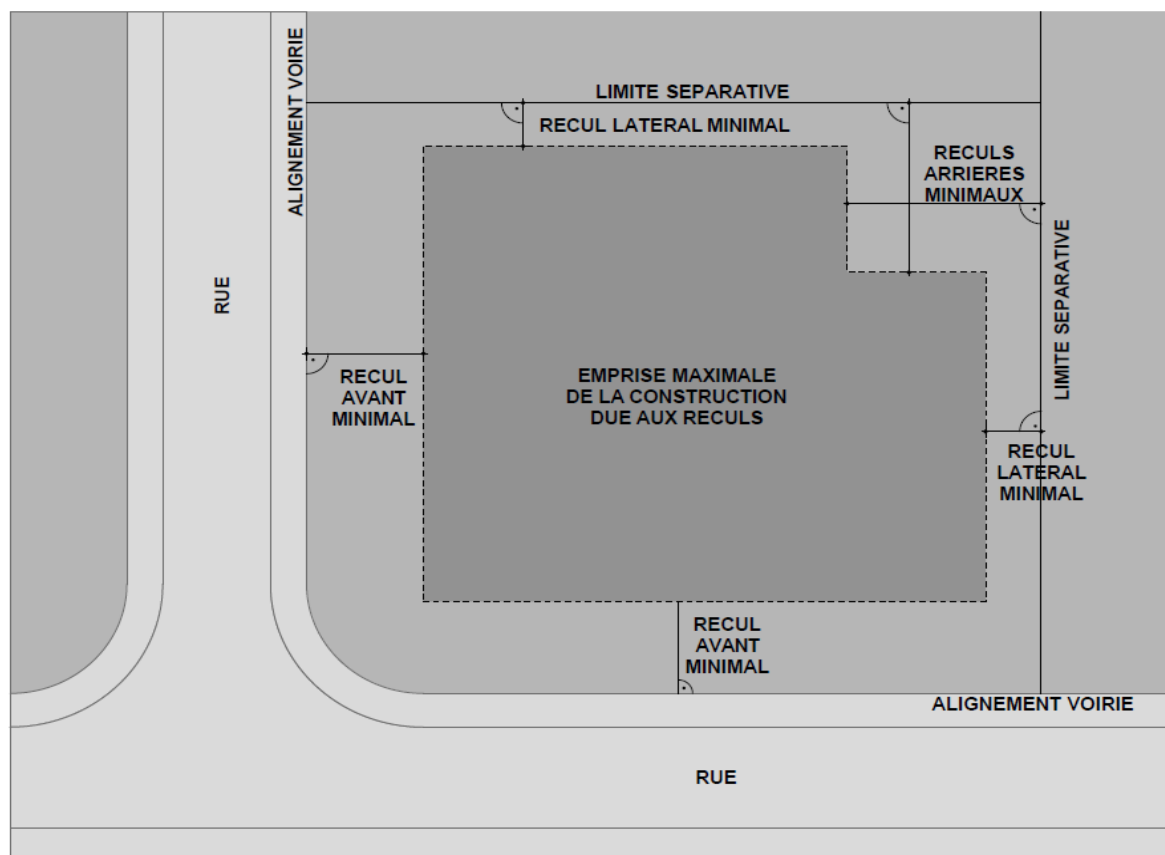 ALIGNEMENT VOIRIE
LIMITE SEPARATIVE
RECUL LATERAL MINIMAL
RECULS
ARRIERES
MINIMAUX
LIMITE SEPARATIVE
RUE
RECUL
AVANT
MINIMAL
EMPRISE MAXIMALE
DE LA CONSTRUCTION
DUE AUX RECULS
RECUL
LATERAL
MINIMAL
RECUL
AVANT
MINIMAL
ALIGNEMENT VOIRIE
RUE